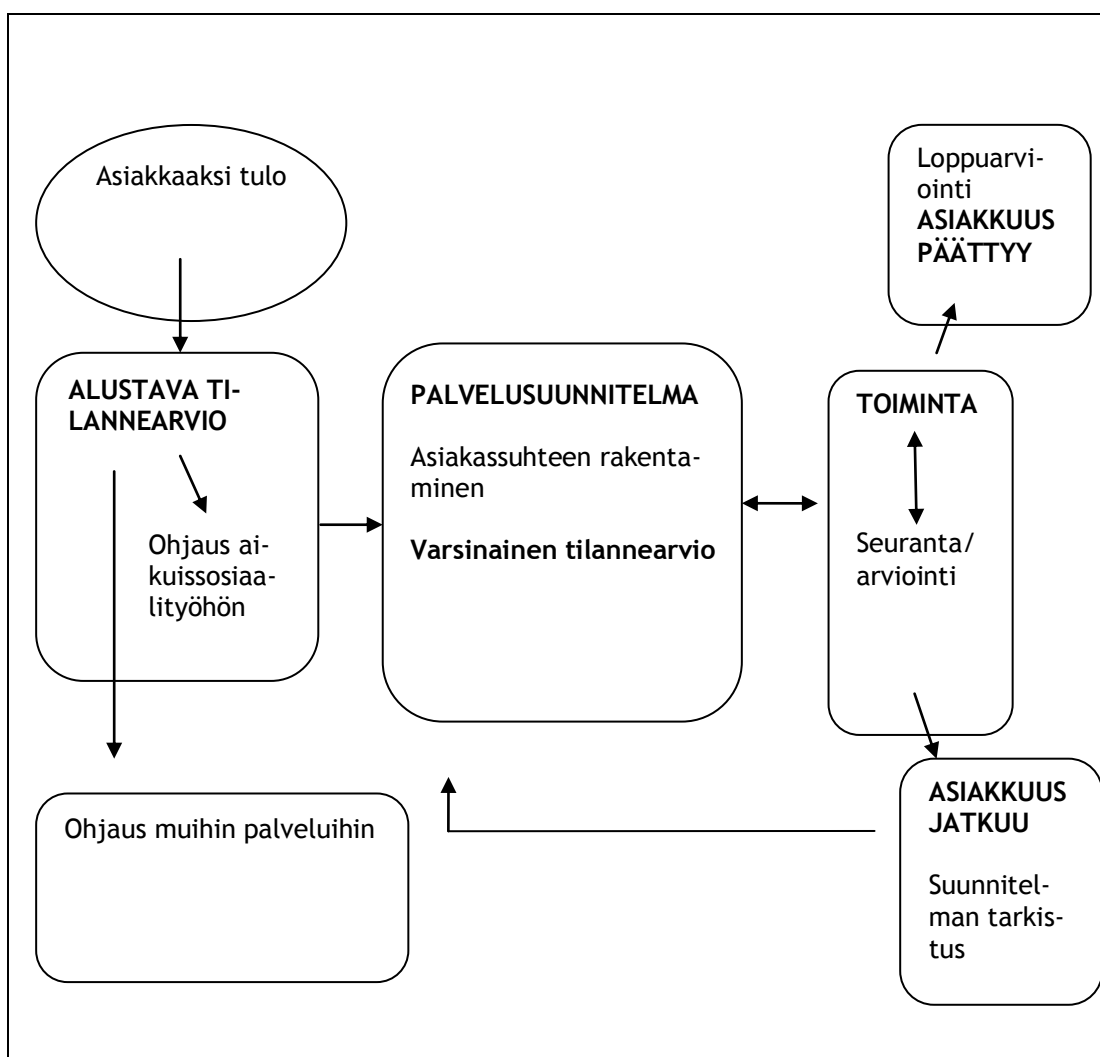 Asiakkaaksi tulo
Loppuarvi-
ointi
ASIAKKUUS
PÄÄTTYY
ALUSTAVA TI-
LANNEARVIO
Ohjaus ai-
kuissosiaa-
lityöhön
PALVELUSUUNNITELMA
Asiakassuhteen rakenta-
minen
Varsinainen tilannearvio
TOIMINTA
Seuranta/
arviointi
Ohjaus muihin palveluihin
ASIAKKUUS
JATKUU
Suunnitel-
man tarkis-
tus